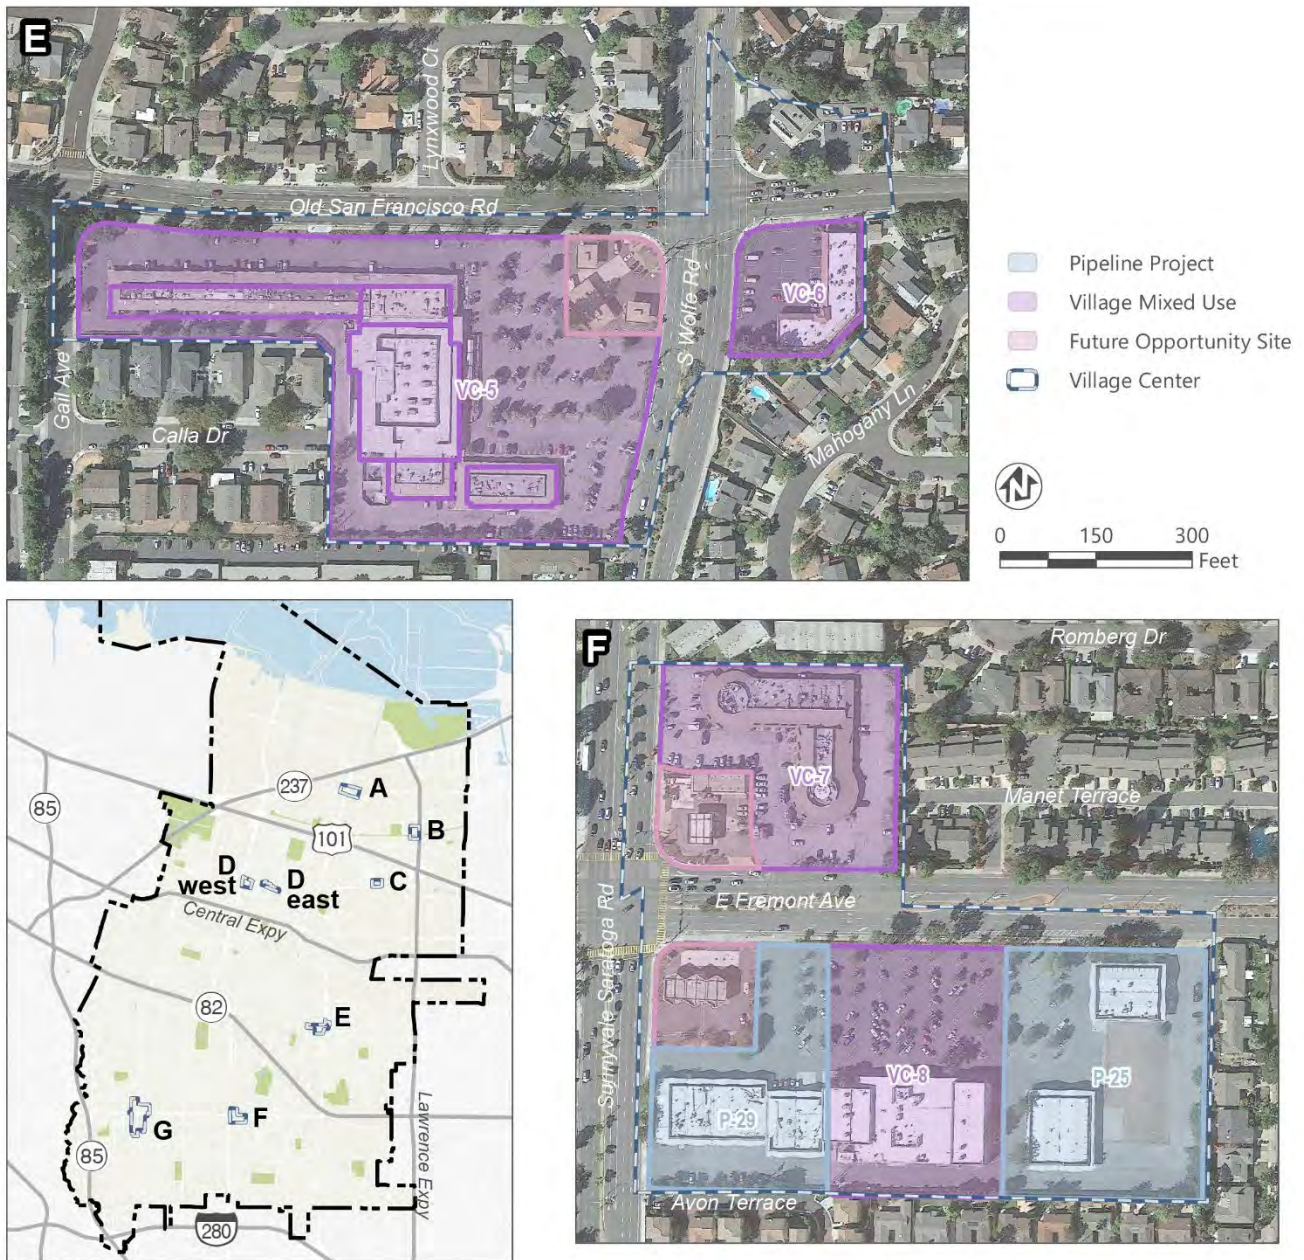 E
Lynxwood Ct
Old San Francisco Rd
S Wolfe Rd
VC-6
VC-5
Gail Ave
Calla Dr
Mahogany Ln
Pipeline Project
Village Mixed Use
Future Opportunity Site
Village Center
N
0 150 300
Feet
237
A
85
101
B
D
west
D
east
C
Central Expy
82
E
G
F
85
Lawrence Expy
280
F
Romberg Dr
VC-7
Manet Terrace
E Fremont Ave
Sunnyvale Saratoga Rd
VC-8
P-25
P-29
Avon Terrace